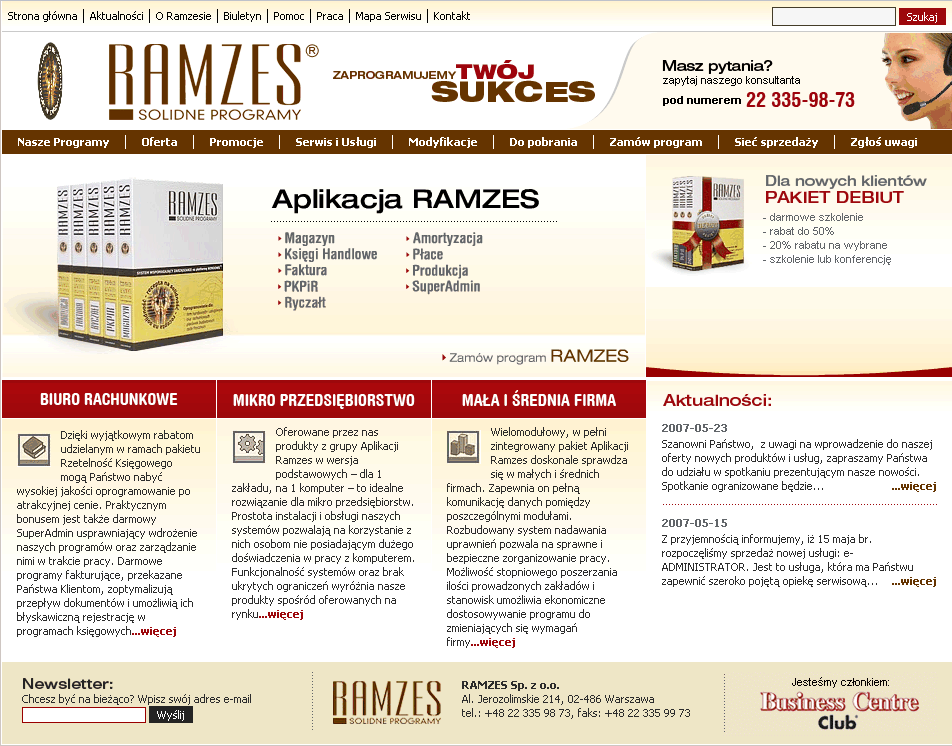 Strona główna | Aktualności | O Ramzesie | Biuletyn | Pomoc | Praca | Mapa Serwisu | Kontakt
Szukaj
RAMZES®
SOLIDNE PROGRAMY
ZAPROGRAMUJEMY TWÓJ
SUKCES
Masz pytania?
zapytaj naszego konsultanta
pod numerem 22 335-98-73
Nasze Programy | Oferta | Promocje | Serwis i Usługi | Modyfikacje | Do pobrania | Zamów program | Sieć sprzedaży | Zgłoś uwagi
RAMZES
SOLIDNE PROGRAMY
Aplikacja RAMZES
Magazyn
Księgi Handlowe
Faktura
PKPiR
Ryczałt
Amortyzacja
Płace
Produkcja
SuperAdmin
Zamów program RAMZES
RAMZES
Dla nowych klientów
PAKIET DEBIUT
- darmowe szkolenie
- rabat do 50%
- 20% rabatu na wybrane
- szkolenie lub konferencję
BIURO RACHUNKOWE
Dzięki wyjątkowym rabatom
udzielanym w ramach pakietu
Rzetelność Księgowego
mogą Państwo nabyć
wysokiej jakości oprogramowanie po
atrakcyjnej cenie. Praktycznym
bonusem jest także darmowy
SuperAdmin usprawniający wdrożenie
naszych programów oraz zarządzanie
nimi w trakcie pracy. Darmowe
programy fakturujące, przekazane
Państwa Klientom, zoptymalizują
przepływ dokumentów i umożliwią ich
błyskawiczną rejestrację w
programach księgowych...więcej
MIKRO PRZEDSIĘBIORSTWO
Oferowane przez nas
produkty z grupy Aplikacji
Ramzes w wersja
podstawowych – dla 1
zakładu, na 1 komputer – to idealne
rozwiązanie dla mikro przedsiębiorstw.
Prostota instalacji i obsługi naszych
systemów pozwalają na korzystanie z
nich osobom nie posiadającym dużego
doświadczenia w pracy z komputerem.
Funkcjonalność systemów oraz brak
ukrytych ograniczeń wyróżnia nasze
produkty spośród oferowanych na
rynku...więcej
MAŁA I ŚREDNIA FIRMA
Wielomodułowy, w pełni
zintegrowany pakiet Aplikacji
Ramzes doskonale sprawdza
się w małych i średnich
firmach. Zapewnia on pełną
komunikację danych pomiędzy
poszczególnymi modułami.
Rozbudowany system nadawania
uprawnień pozwala na sprawne i
bezpieczne zorganizowanie pracy.
Możliwość stopniowego poszerzania
ilości prowadzonych zakładów i
stanowisk umożliwia ekonomiczne
dostosowywanie programu do
zmieniających się wymagań
firmy...więcej
Aktualności:
2007-05-23
Szanowni Państwo, z uwagi na wprowadzenie do naszej
oferty nowych produktów i usług, zapraszamy Państwa
do udziału w spotkaniu prezentującym nasze nowości.
Spotkanie ogranizowane będzie... ...więcej
2007-05-15
Z przyjemnością informujemy, iż 15 maja br.
rozpoczęliśmy sprzedaż nowej usługi: e-
ADMINISTRATOR. Jest to usługa, która ma Państwu
zapewnić szeroko pojętą opiekę serwisową... ...więcej
Newsletter:
Chcesz być na bieżąco? Wpisz swój adres e-mail
Wyślij
RAMZES
SOLIDNE PROGRAMY
RAMZES Sp. z o.o.
Al. Jerozolimskie 214, 02-486 Warszawa
tel.: +48 22 335 98 73, faks: +48 22 335 99 73
Jesteśmy członkiem:
Business Centre
Club